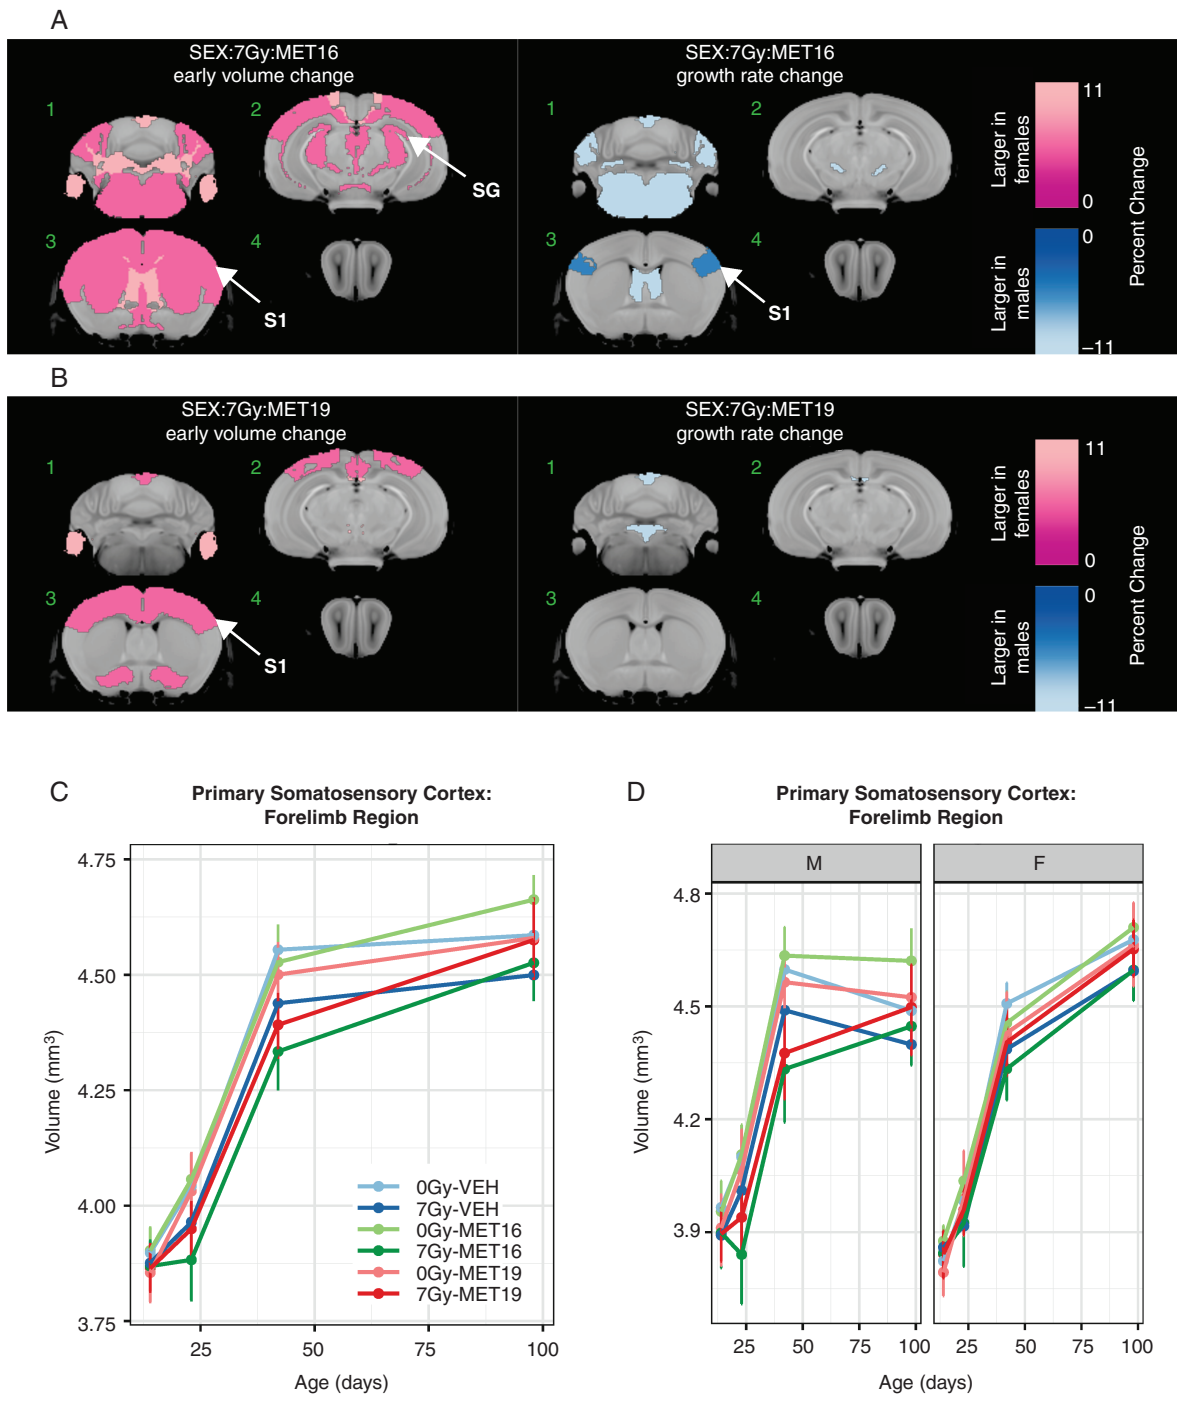 A
SEX:7Gy:MET16
early volume change
SEX:7Gy:MET16
growth rate change
1
2
SG
3
4
S1
1
2
3
4
S1
Larger in
females
11
0
Larger in
males
0
−11
Percent Change
B
SEX:7Gy:MET19
early volume change
SEX:7Gy:MET19
growth rate change
1
2
3
4
S1
1
2
3
4
Larger in
females
11
0
Larger in
males
0
−11
Percent Change
C
Primary Somatosensory Cortex:
Forelimb Region
Volume (mm3)
4.75
4.50
4.25
4.00
3.75
0Gy-VEH
7Gy-VEH
0Gy-MET16
7Gy-MET16
0Gy-MET19
7Gy-MET19
25 50 75 100
Age (days)
D
Primary Somatosensory Cortex:
Forelimb Region
M F
Volume (mm3)
4.8
4.5
4.2
3.9
25 50 75 100 25 50 75 100
Age (days)